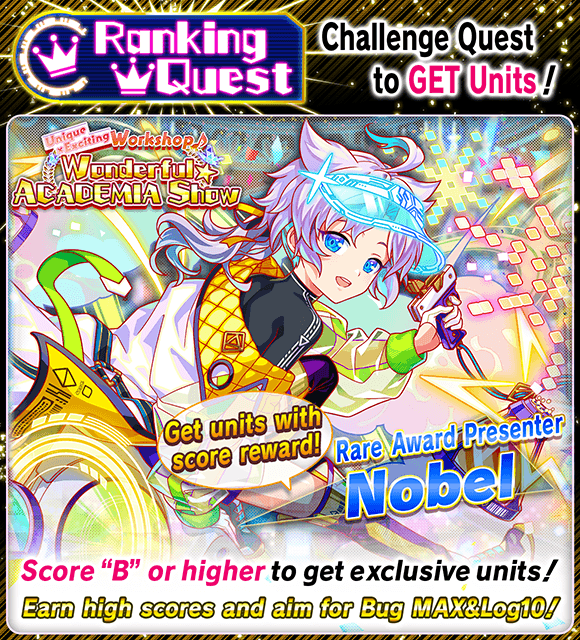 Ranking
Quest
Challenge Quest
to GET Units!
Unique
× Exciting Workshop♪
Wonderful
ACADEMIA Show
Get units with
score reward!
Rare Award Presenter
Nobel
Score “B” or higher to get exclusive units!
Earn high scores and aim for Bug MAX&Log10!